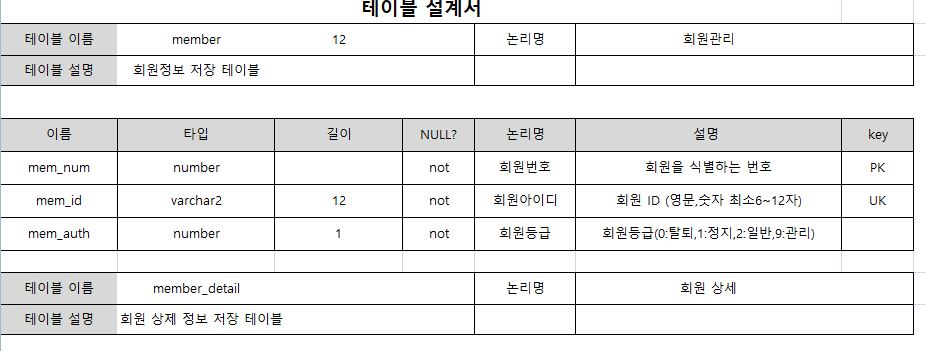 테이블 설계서
테이블 이름 member 12 논리명 회원관리
테이블 설명 회원정보 저장 테이블
이름 타입 길이 NULL? 논리명 설명 key
mem_num number not 회원번호 회원을 식별하는 번호 PK
mem_id varchar2 12 not 회원아이디 회원 ID (영문,숫자 최소6~12자) UK
mem_auth number 1 not 회원등급 회원등급(0:탈퇴,1:정지,2:일반,9:관리)
테이블 이름 member_detail 논리명 회원 상세
테이블 설명 회원 상제 정보 저장 테이블